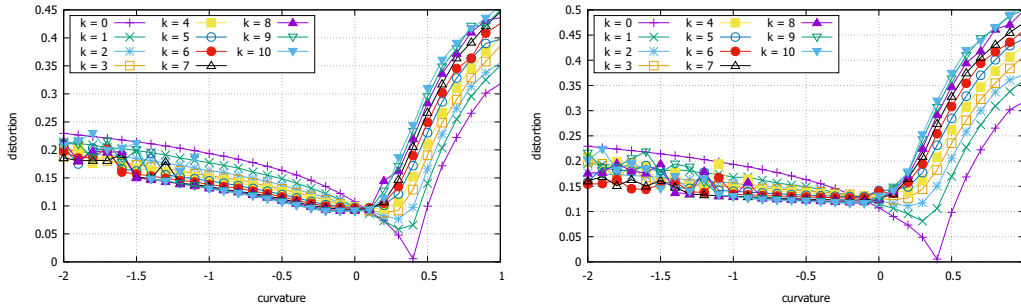 0.45
0.4
0.35
0.3
0.25
0.2
0.15
0.1
0.05
0
distortion
-2
-1.5
-1
-0.5
0
0.5
1
curvature
k = 0
k = 1
k = 2
k = 3
k = 4
k = 5
k = 6
k = 7
k = 8
k = 9
k = 10
0.5
0.45
0.4
0.35
0.3
0.25
0.2
0.15
0.1
0.05
0
distortion
-2
-1.5
-1
-0.5
0
0.5
curvature
k = 0
k = 1
k = 2
k = 3
k = 4
k = 5
k = 6
k = 7
k = 8
k = 9
k = 10